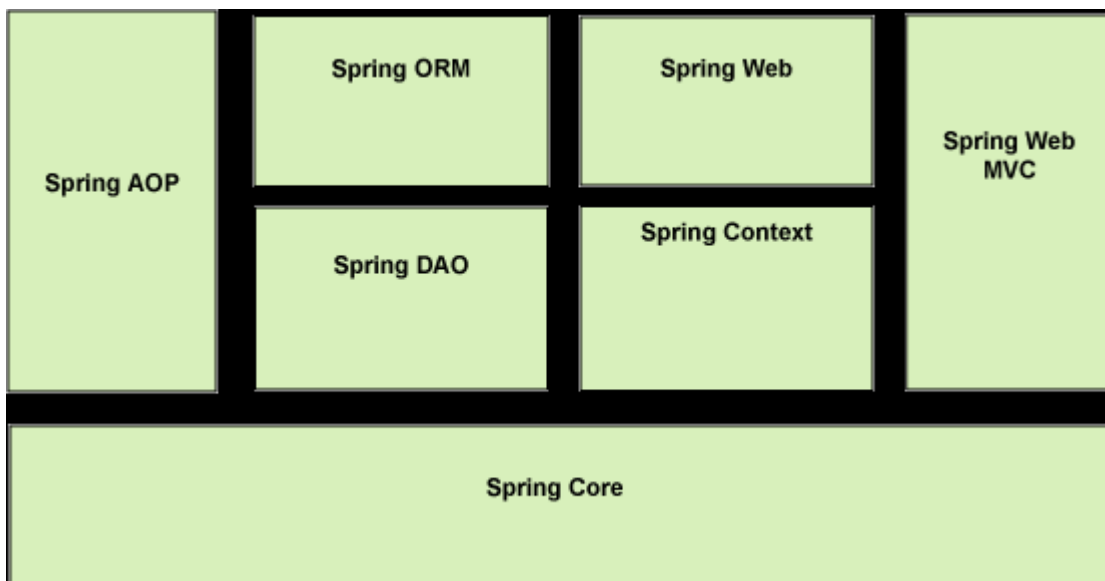 Spring ORM
Spring Web
Spring Web
MVC
Spring AOP
Spring DAO
Spring Context
Spring Core